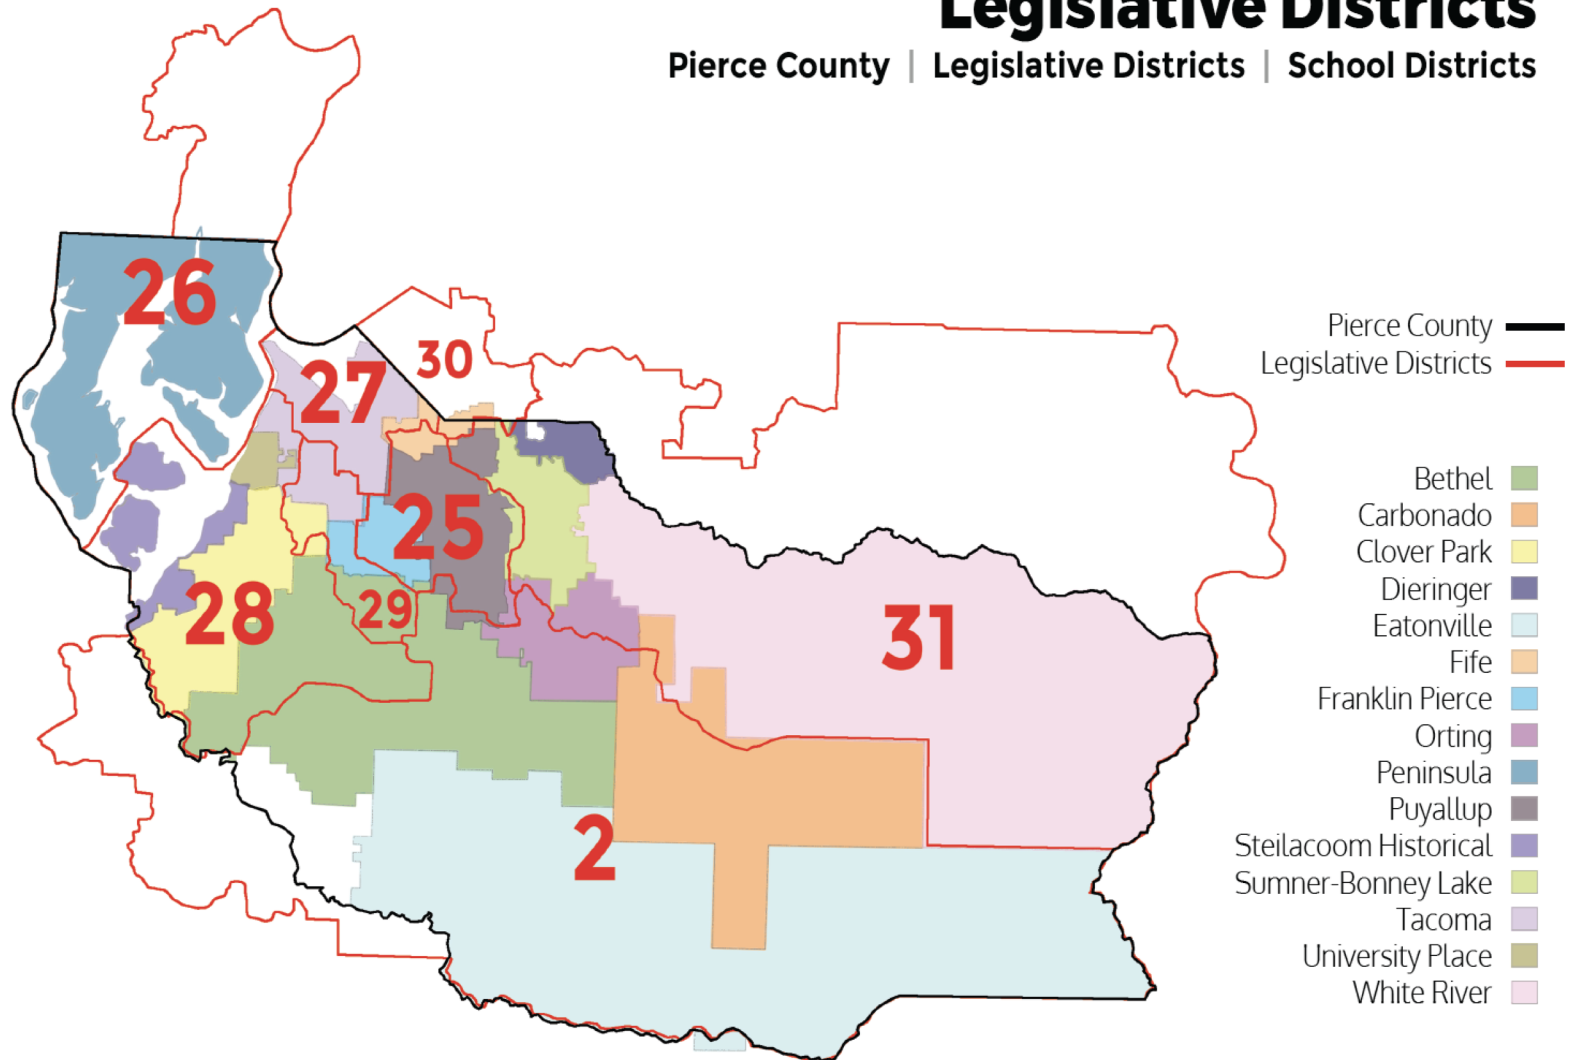 Legislative Districts
Pierce County | Legislative Districts | School Districts
26
30
27
25
29
28
31
2
Pierce County
Legislative Districts
Bethel
Carbonado
Clover Park
Dieringer
Eatonville
Fife
Franklin Pierce
Orting
Peninsula
Puyallup
Steilacoom Historical
Sumner-Bonney Lake
Tacoma
University Place
White River